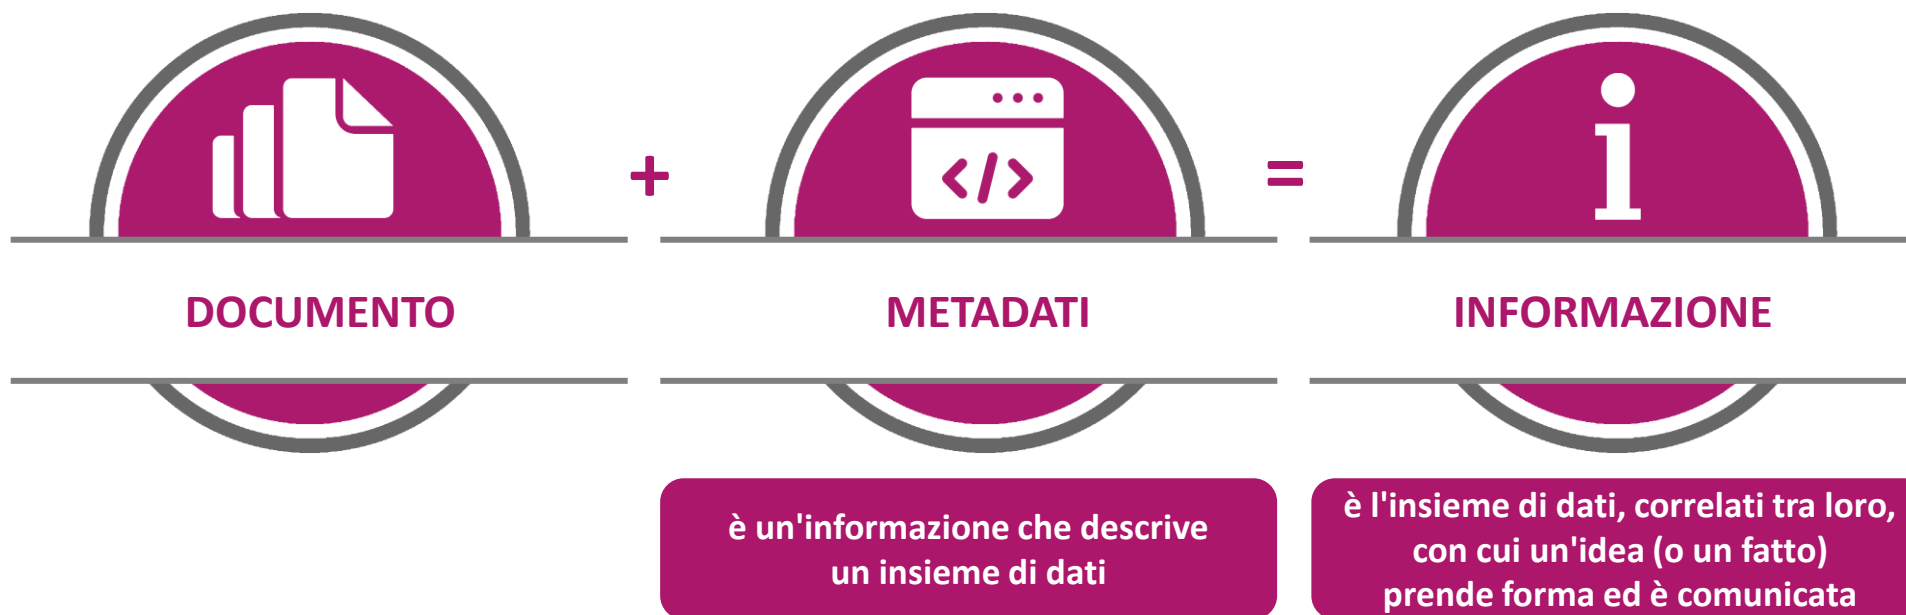 DOCUMENTO
+
METADATI
=
INFORMAZIONE
è un'informazione che descrive
un insieme di dati
è l'insieme di dati, correlati tra loro,
con cui un'idea (o un fatto)
prende forma ed è comunicata